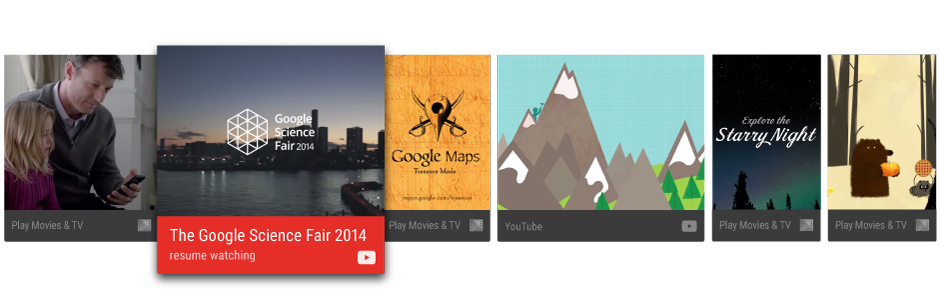 Play Movies & TV
Google
Science
Fair 2014
The Google Science Fair 2014
resume watching
Google Maps
Treasure Mode
Play Movies & TV
YouTube
Explore the
Starry Night
Play Movies & TV
Play Movies & TV